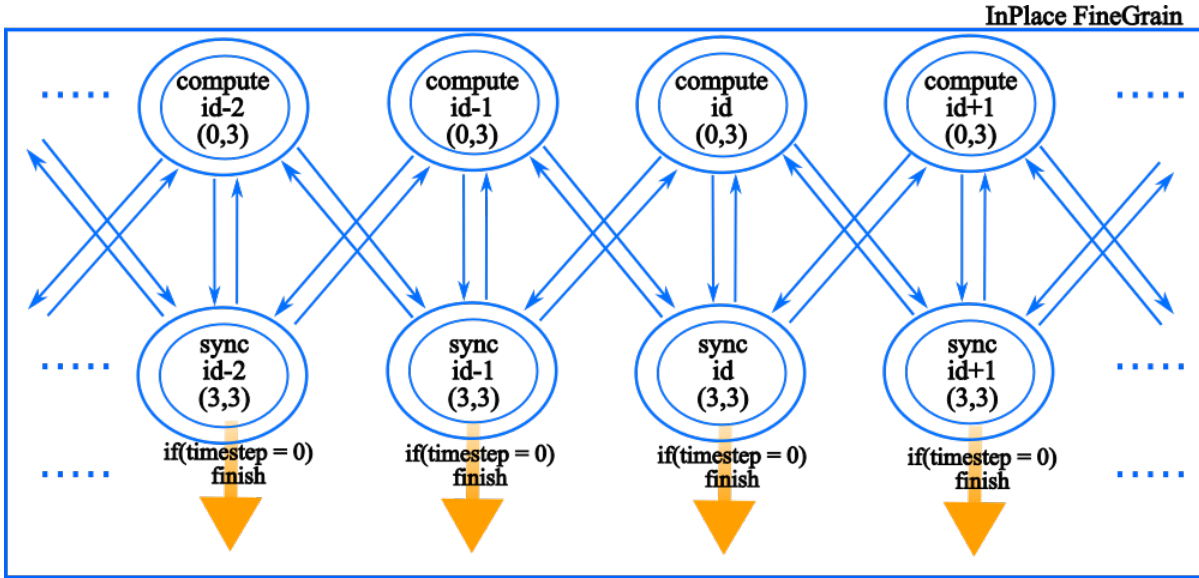 InPlace FineGrain
compute
id-2
(0,3)
compute
id-1
(0,3)
compute
id
(0,3)
compute
id+1
(0,3)
sync
id-2
(3,3)
sync
id-1
(3,3)
sync
id
(3,3)
sync
id+1
(3,3)
if(timestep = 0)
finish
if(timestep = 0)
finish
if(timestep = 0)
finish
if(timestep = 0)
finish